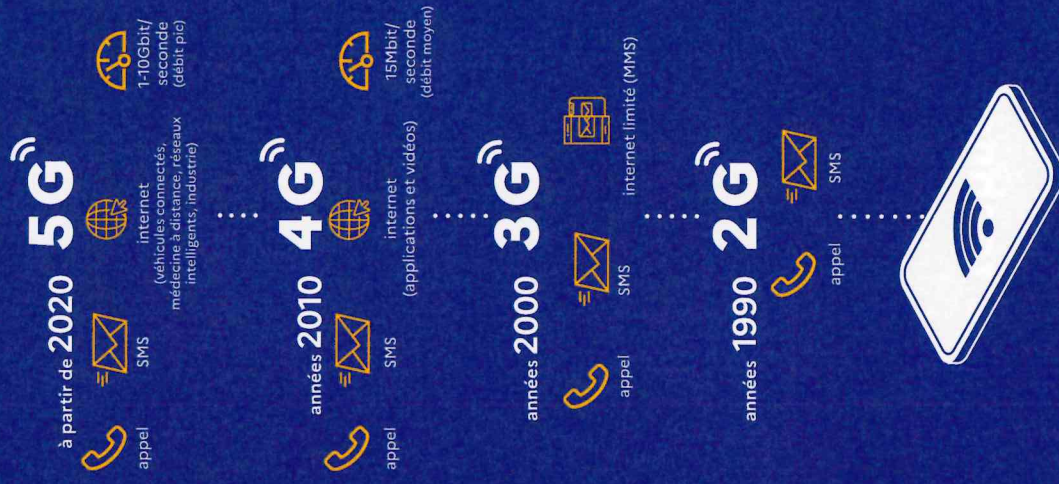 à partir de 2020 5G
appel
SMS
internet
(véhicules connectés,
médecine à distance, réseaux
intelligents, industrie)
1-10Gbit/
seconde
(débit pic)
années 2010 4G
appel
SMS
internet
(applications et vidéos)
15Mbit/
seconde
(débit moyen)
années 2000 3G
appel
SMS
internet limité (MMS)
années 1990 2G
appel
SMS